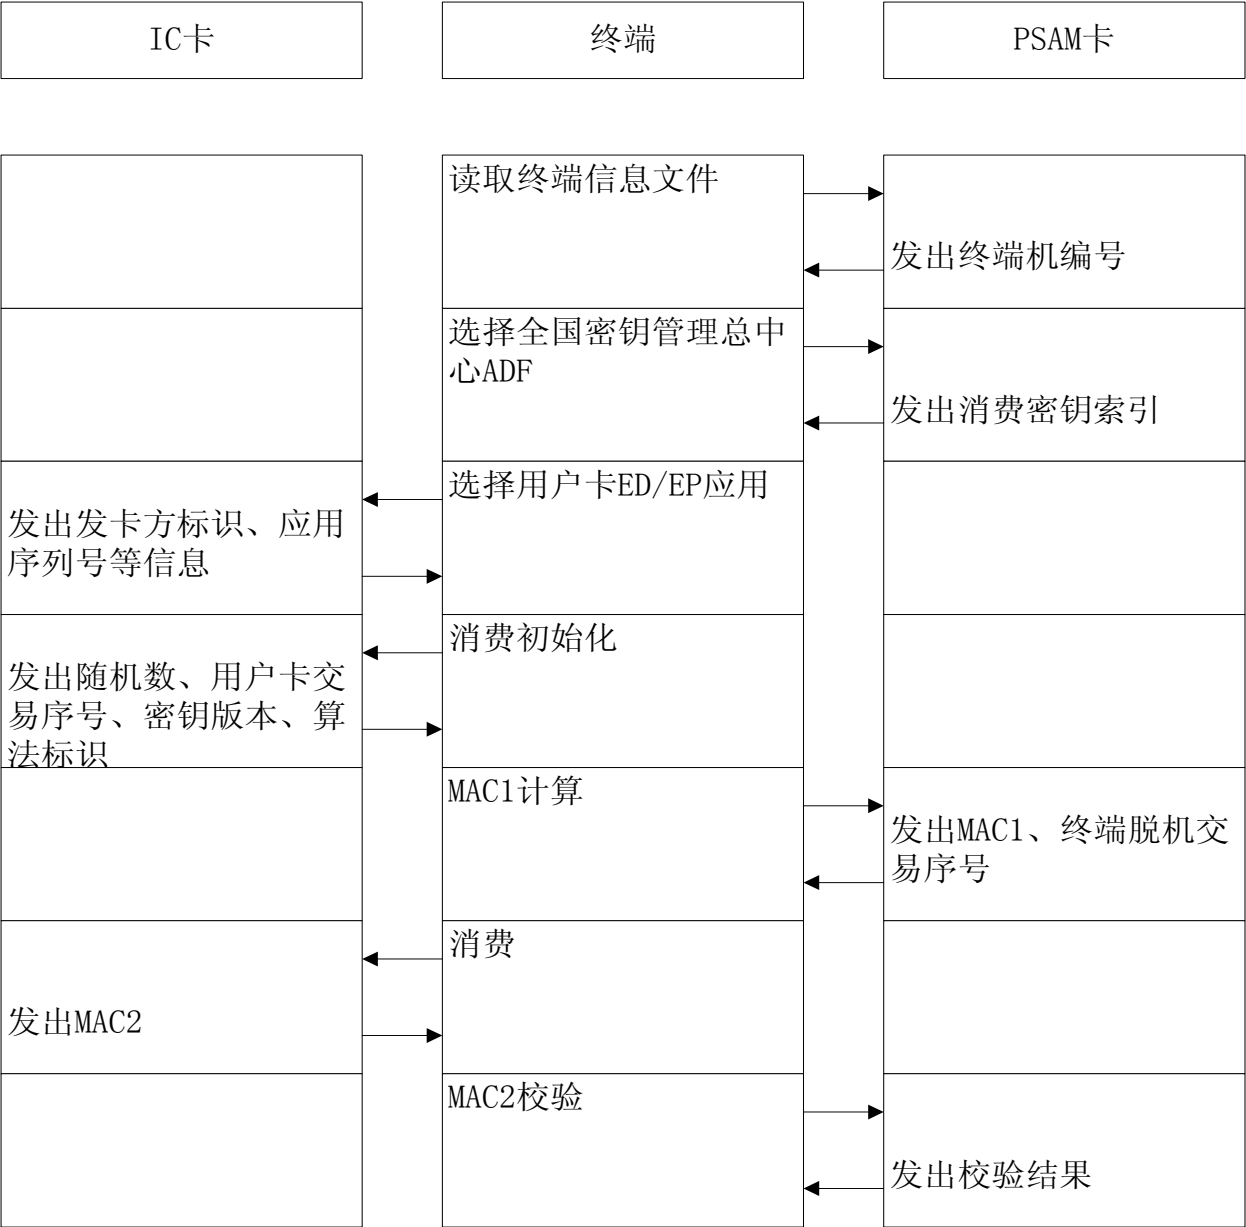 IC卡
终端
PSAM卡
读取终端信息文件
发出终端机编号
选择全国密钥管理总中
心ADF
发出消费密钥索引
选择用户卡ED/EP应用
发出发卡方标识、应用
序列号等信息
消费初始化
发出随机数、用户卡交
易序号、密钥版本、算
法标识
MAC1计算
发出MAC1、终端脱机交
易序号
消费
发出MAC2
MAC2校验
发出校验结果